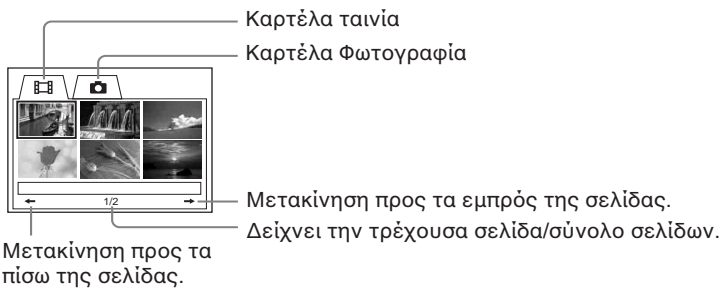 Καρτέλα ταινία
Καρτέλα Φωτογραφία
1/2
Μετακίνηση προς τα εμπρός της σελίδας.
Δείχνει την τρέχουσα σελίδα/σύνολο σελίδων.
Μετακίνηση προς τα
πίσω της σελίδας.